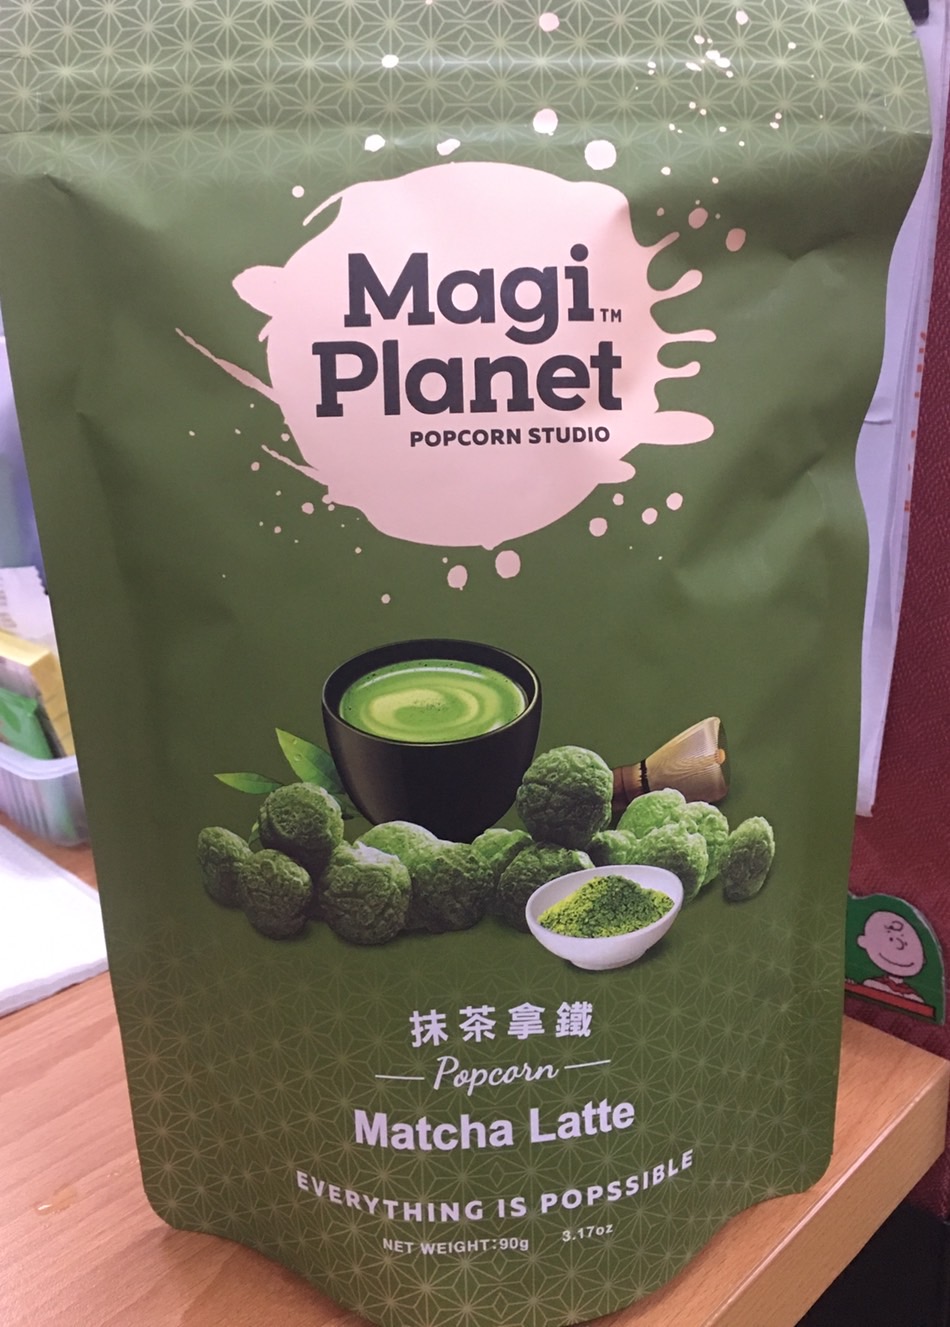 Magi™
Planet
POPCORN STUDIO
抹茶拿鐵
Popcorn
Matcha Latte
EVERYTHING IS POPSSIBLE
NET WEIGHT:90g 3.17oz